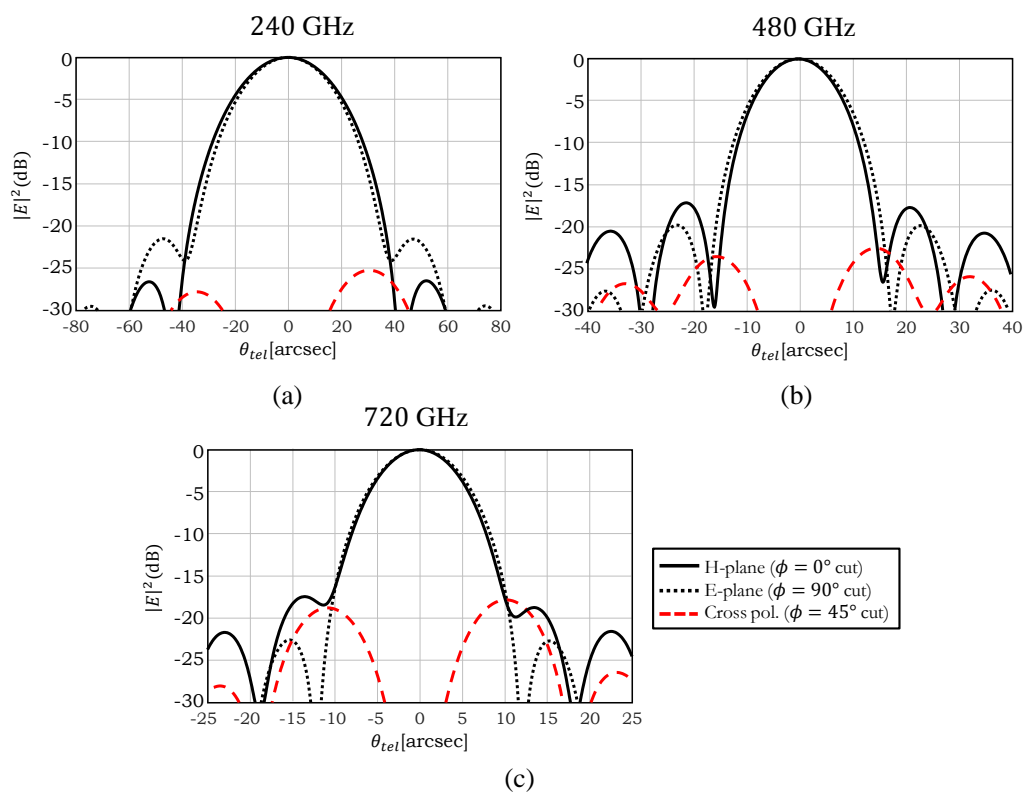 240 GHz
0
-5
-10
-15
-20
-25
-30
|E|²(dB)
-80 -60 -40 -20 0 20 40 60 80
θ_tel[arcsec]
(a)
480 GHz
0
-5
-10
-15
-20
-25
-30
|E|²(dB)
-40 -30 -20 -10 0 10 20 30 40
θ_tel[arcsec]
(b)
720 GHz
0
-5
-10
-15
-20
-25
-30
|E|²(dB)
-25 -20 -15 -10 -5 0 5 10 15 20 25
θ_tel[arcsec]
(c)
H-plane (ϕ = 0° cut)
E-plane (ϕ = 90° cut)
Cross pol. (ϕ = 45° cut)